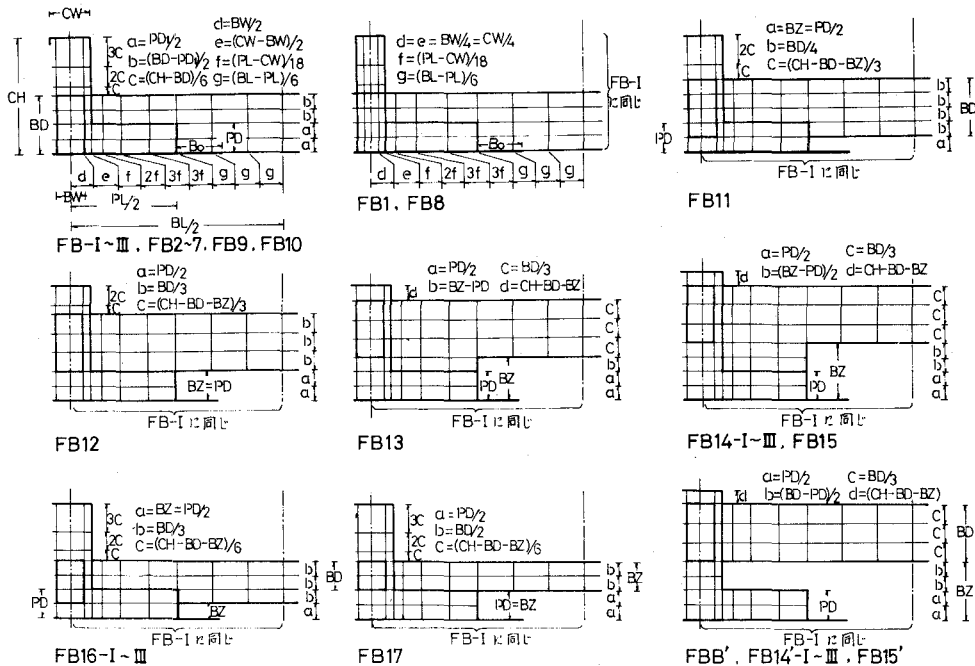 CW
CH
BD
3C
2C
C
a=PD/2
b=(BD-PD)/2
C=(CH-BD)/6
d=BW/2
e=(CW-BW)/2
f=(PL-CW)/18
g=(BL-PL)/6
b
b
a
a
PD
B₀
d e f 2f 3f 3f g g g
BW
PL/2
BL/2
FB-I~III, FB2~7, FB9, FB10
d=e=BW/4=CW/4
f=(PL-CW)/18
g=(BL-PL)/6
FB-I
に同じ
B₀
d e f 2f 3f 3f g g g
FB1, FB8
2C
C
a=BZ=PD/2
b=BD/4
C=(CH-BD-BZ)/3
PD
b
b
b
b
a
BD
FB-Iに同じ
FB11
2C
C
a=PD/2
b=BD/3
C=(CH-BD-BZ)/3
b
b
b
a
a
BZ=PD
FB-Iに同じ
FB12
d
a=PD/2
b=BZ-PD
C=BD/3
d=CH-BD-BZ
C
C
C
b
a
a
PD
BZ
FB-Iに同じ
FB13
d
a=PD/2
b=(BZ-PD)/2
C=BD/3
d=CH-BD-BZ
C
C
C
b
b
a
a
PD
BZ
FB-Iに同じ
FB14-I~III, FB15
3C
2C
C
a=BZ=PD/2
b=BD/3
C=(CH-BD-BZ)/6
PD
b
b
b
a
BD
BZ
FB-Iに同じ
FB16-I~III
3C
2C
C
a=PD/2
b=BD/2
C=(CH-BD-BZ)/6
b
b
a
a
BZ
PD=BZ
FB-Iに同じ
FB17
d
a=PD/2
b=(BD-PD)/2
C=BD/3
d=(CH-BD-BZ)
C
C
C
b
b
a
a
BD
BZ
PD
FB-Iに同じ
FBB', FB14'-I~III, FB15'